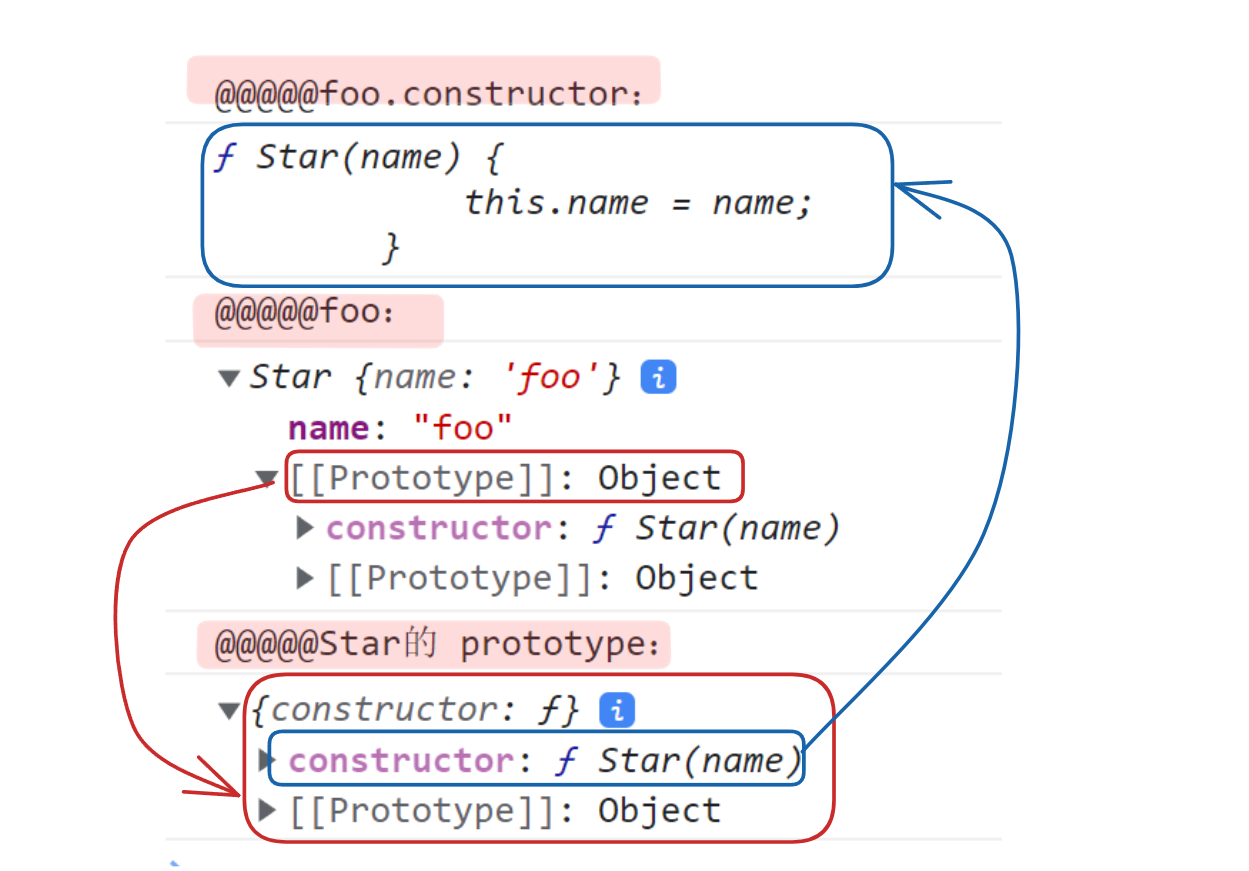 @@@@@foo.constructor：
ƒ Star(name) {
this.name = name;
}
@@@@@foo：
Star {name: 'foo'} i
name: "foo"
[[Prototype]]: Object
constructor: ƒ Star(name)
[[Prototype]]: Object
@@@@@Star的 prototype：
{constructor: ƒ} i
constructor: ƒ Star(name)
[[Prototype]]: Object